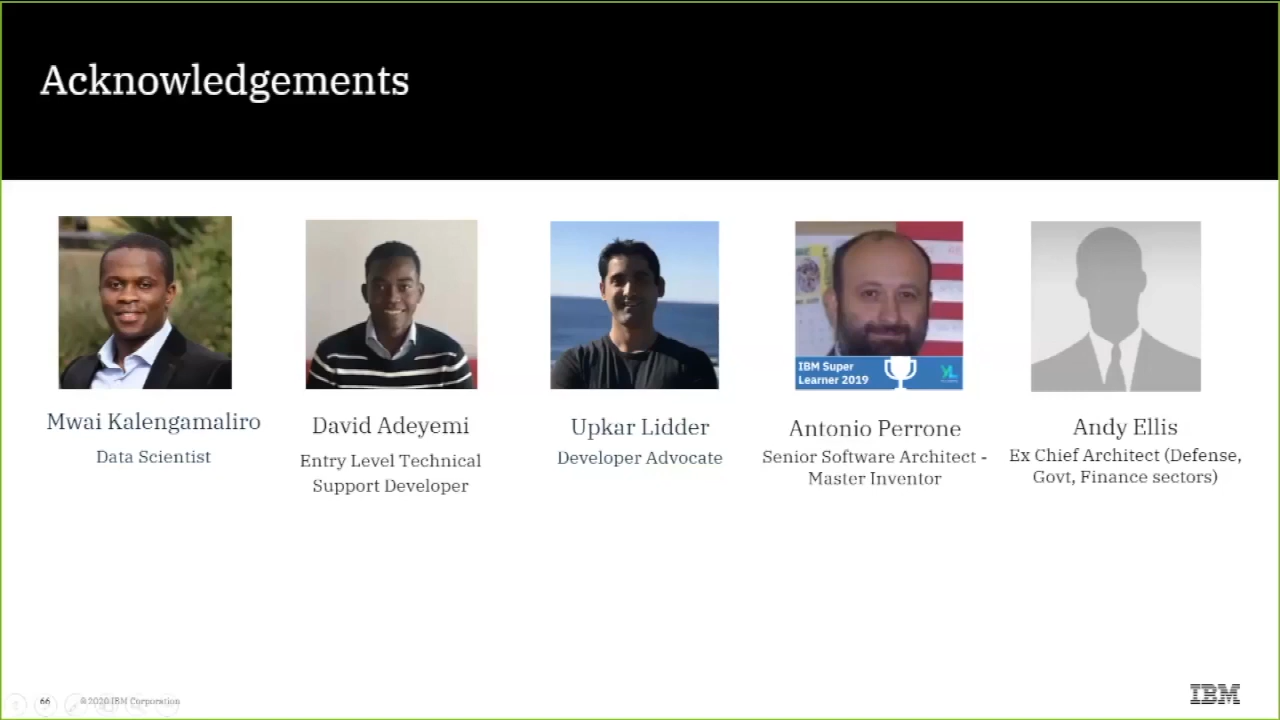 Acknowledgements
IBM Super
Learner 2019
YL
Mwai Kalengamaliro
Data Scientist
David Adeyemi
Entry Level Technical
Support Developer
Upkar Lidder
Developer Advocate
Antonio Perrone
Senior Software Architect -
Master Inventor
Andy Ellis
Ex Chief Architect (Defense,
Govt, Finance sectors)
66
© 2020 IBM Corporation
IBM